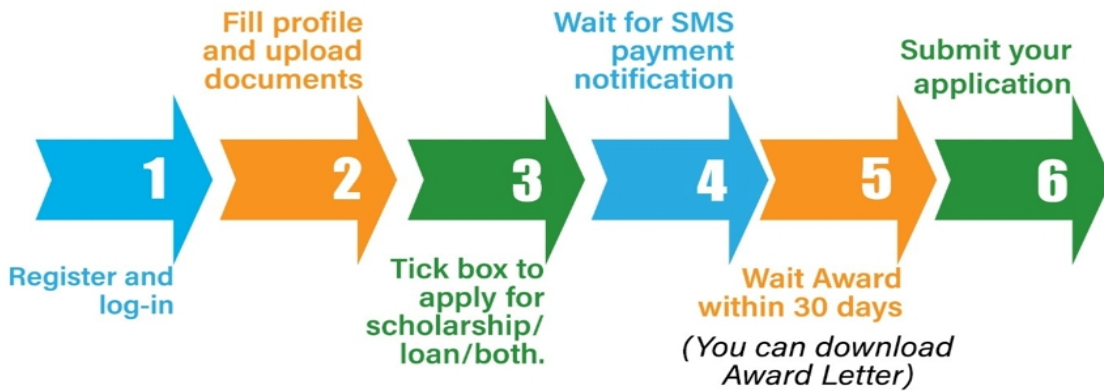 1
Register and
log-in
Fill profile
and upload
documents
2
3
Tick box to
apply for
scholarship/
loan/both.
Wait for SMS
payment
notification
4
5
Wait Award
within 30 days
(You can download
Award Letter)
Submit your
application
6